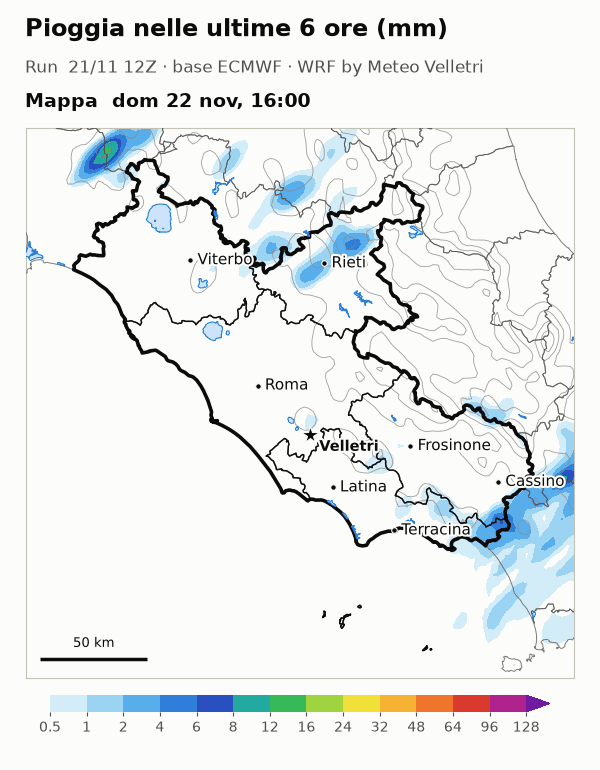 Pioggia nelle ultime 6 ore (mm)
Run  21/11 12Z · base ECMWF · WRF by Meteo Velletri
Mappa  dom 22 nov, 16:00
Viterbo
Rieti
Roma
Velletri
Frosinone
Cassino
Latina
Terracina
50 km
0.5 1 2 4 6 8 12 16 24 32 48 64 96 128